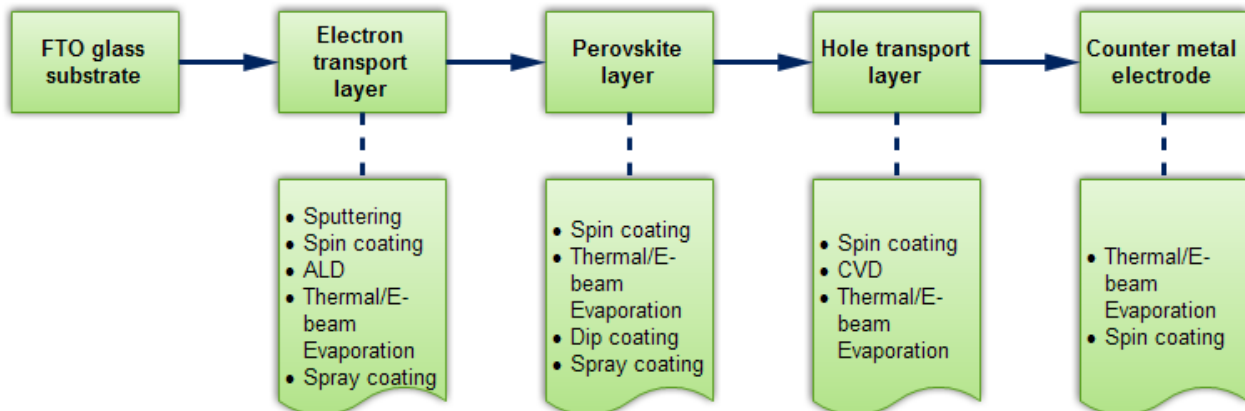 FTO glass
substrate
Electron
transport
layer
Perovskite
layer
Hole transport
layer
Counter metal
electrode
• Sputtering
• Spin coating
• ALD
• Thermal/E-
beam
Evaporation
• Spray coating
• Spin coating
• Thermal/E-
beam
Evaporation
• Dip coating
• Spray coating
• Spin coating
• CVD
• Thermal/E-
beam
Evaporation
• Thermal/E-
beam
Evaporation
• Spin coating